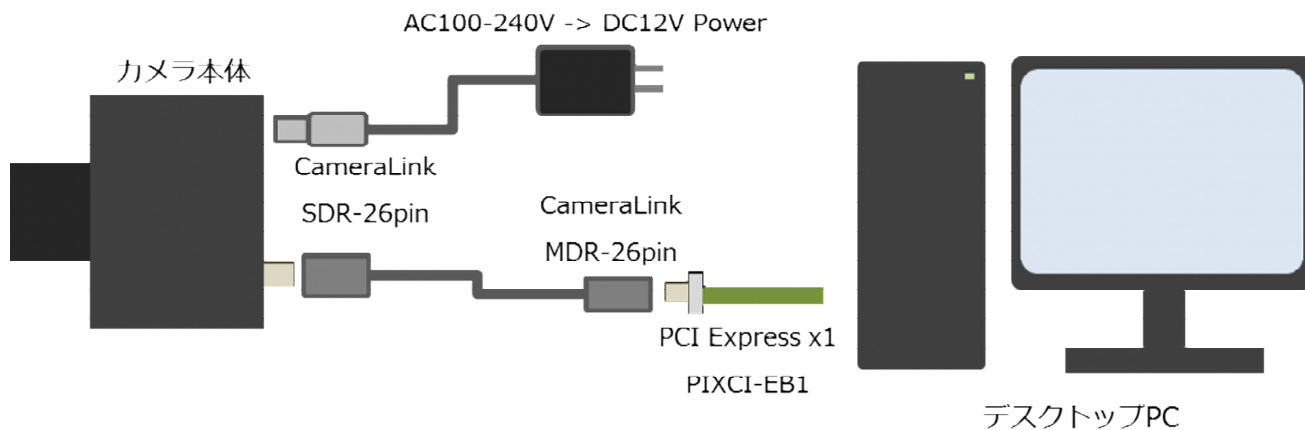 AC100-240V -> DC12V Power
カメラ本体
CameraLink
SDR-26pin
CameraLink
MDR-26pin
PCI Express x1
PIXCI-EB1
デスクトップPC